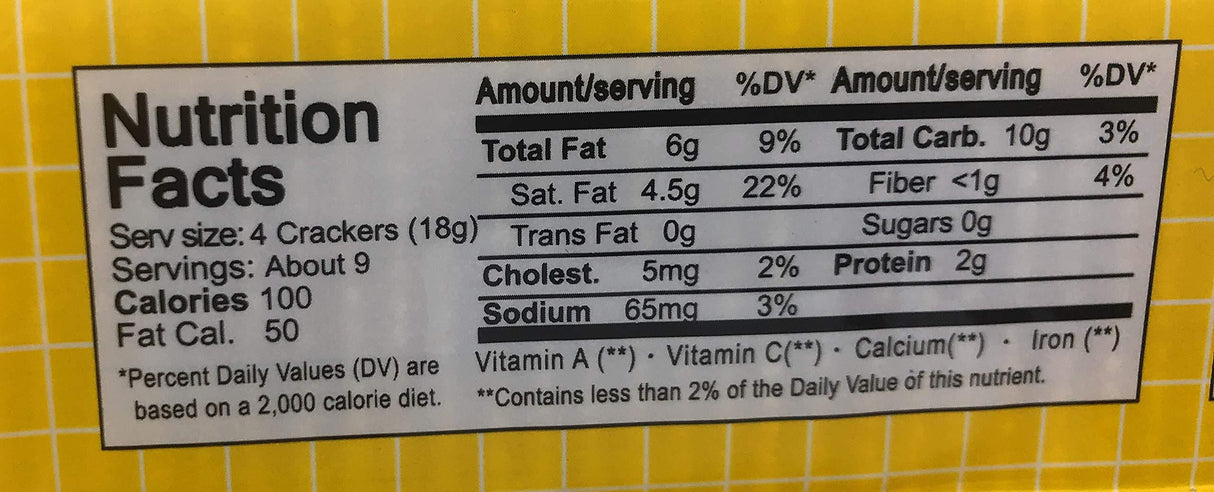 Nutrition
Facts
Serv size: 4 Crackers (18g)
Servings: About 9
Calories 100
Fat Cal. 50
*Percent Daily Values (DV) are
based on a 2,000 calorie diet.
Amount/serving %DV* Amount/serving %DV*
Total Fat 6g 9% Total Carb. 10g 3%
Sat. Fat 4.5g 22% Fiber <1g 4%
Trans Fat 0g Sugars 0g
Cholest. 5mg 2% Protein 2g
Sodium 65mg 3%
Vitamin A (**) · Vitamin C(**) · Calcium(**) · Iron (**)
**Contains less than 2% of the Daily Value of this nutrient.